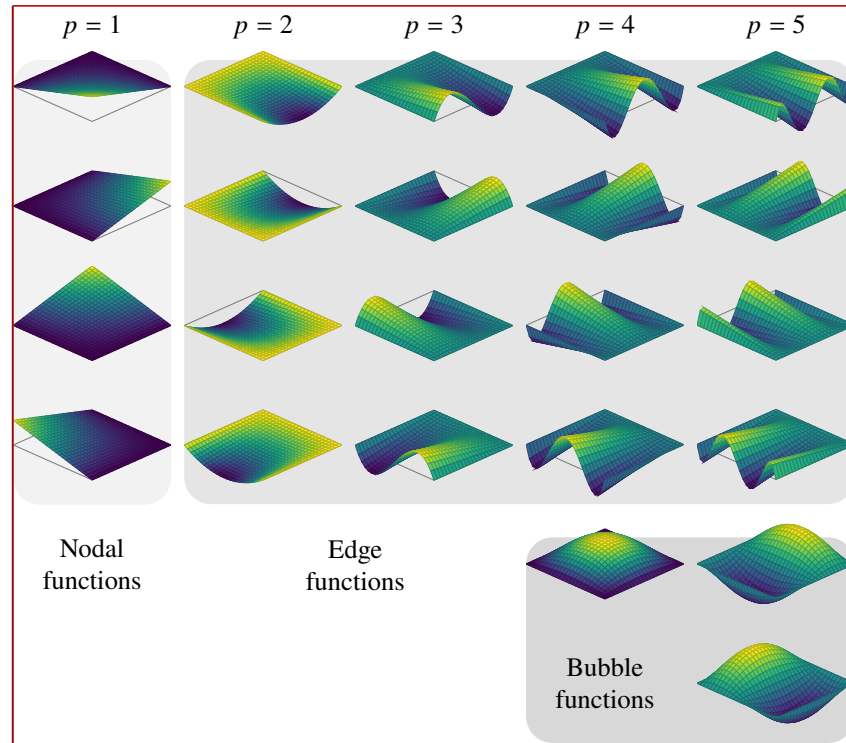 p = 1 p = 2 p = 3 p = 4 p = 5
Nodal
functions
Edge
functions
Bubble
functions